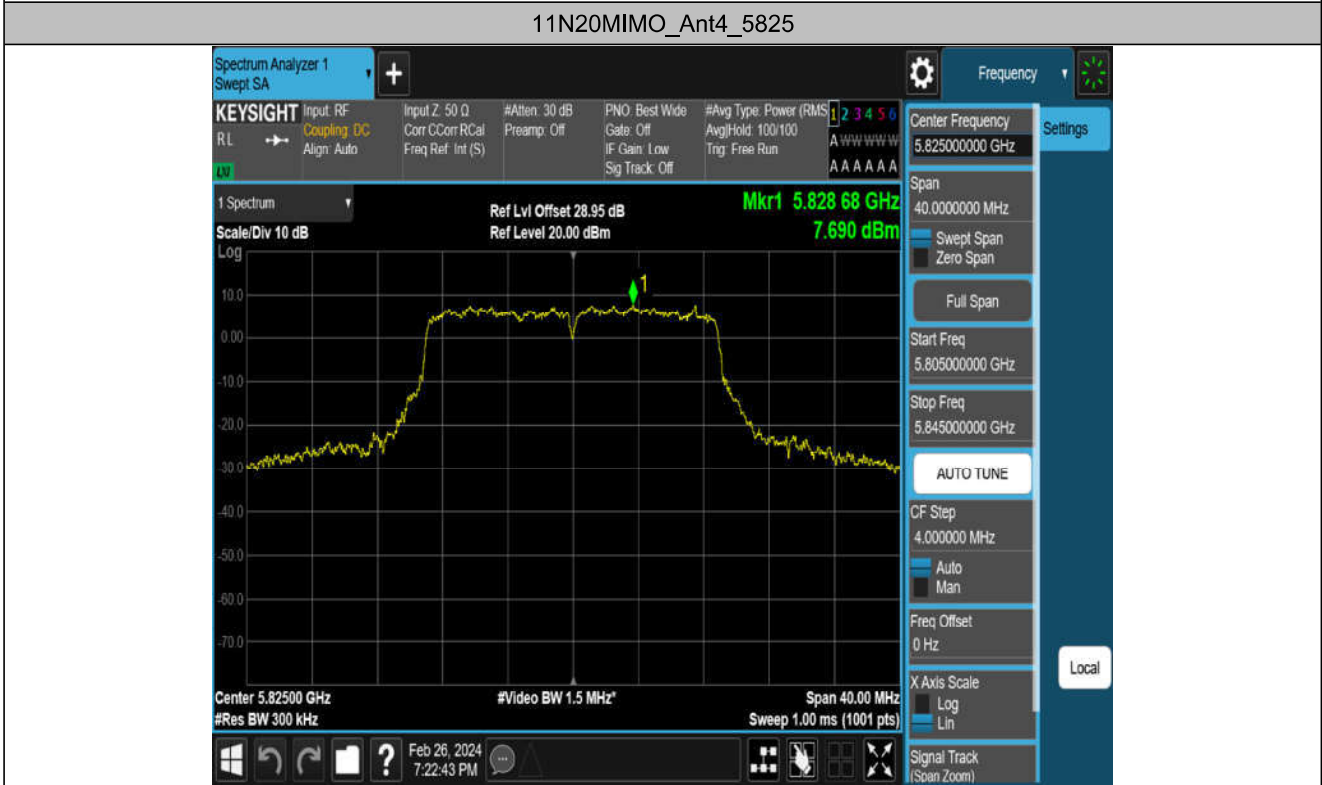 11N20MIMO_Ant4_5825
Spectrum Analyzer 1
Swept SA
+
Frequency
KEYSIGHT
RL
LXI
Input: RF
Coupling: DC
Align: Auto
Input Z: 50 Ω
Corr CCorr RCal
Freq Ref: Int (S)
#Atten: 30 dB
Preamp: Off
PNO: Best Wide
Gate: Off
IF Gain: Low
Sig Track: Off
#Avg Type: Power (RMS
Avg|Hold: 100/100
Trig: Free Run
1 2 3 4 5 6
A W W W W W
A A A A A A
1 Spectrum
Scale/Div 10 dB
Log
Ref Lvl Offset 28.95 dB
Ref Level 20.00 dBm
Mkr1 5.828 68 GHz
7.690 dBm
1
10.0
0.00
-10.0
-20.0
-30.0
-40.0
-50.0
-60.0
-70.0
Center 5.82500 GHz
#Res BW 300 kHz
#Video BW 1.5 MHz*
Span 40.00 MHz
Sweep 1.00 ms (1001 pts)
?
Feb 26, 2024
7:22:43 PM
Center Frequency
5.825000000 GHz
Settings
Span
40.0000000 MHz
Swept Span
Zero Span
Full Span
Start Freq
5.805000000 GHz
Stop Freq
5.845000000 GHz
AUTO TUNE
CF Step
4.000000 MHz
Auto
Man
Freq Offset
0 Hz
X Axis Scale
Log
Lin
Local
Signal Track
(Span Zoom)